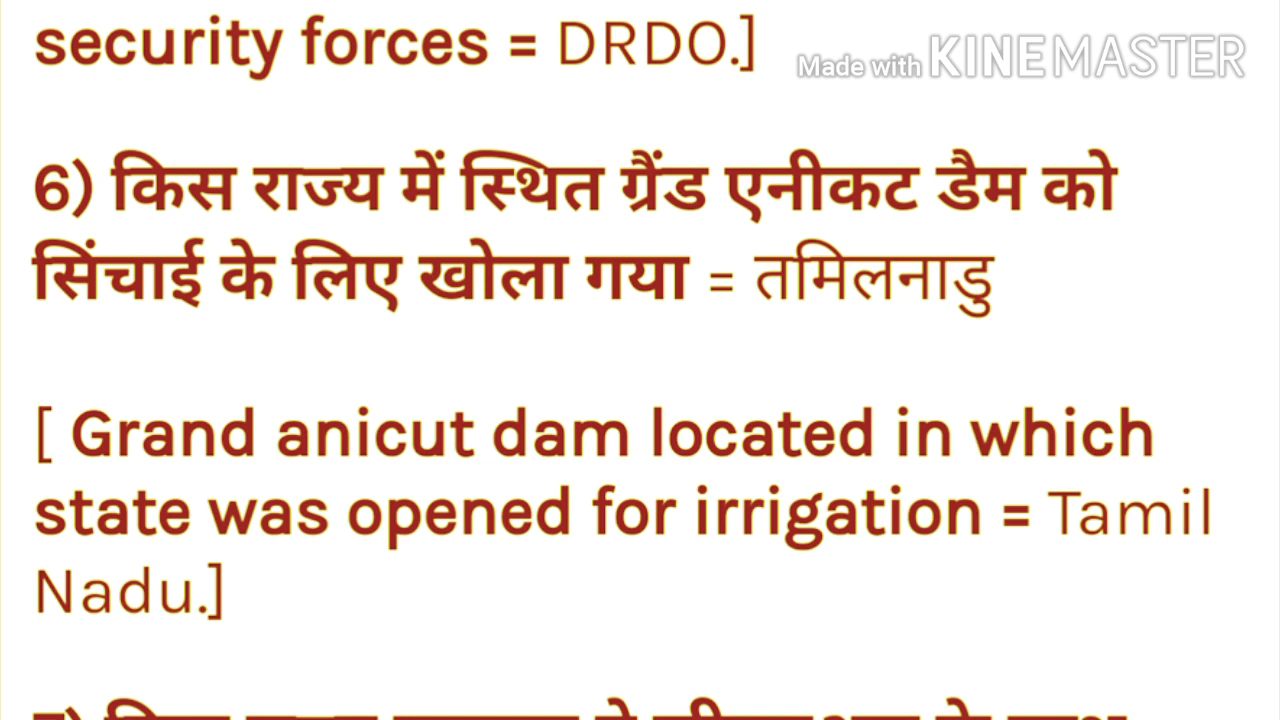 security forces = DRDO.]
Made with KINEMASTER
6) किस राज्य में स्थित ग्रैंड एनीकट डैम को
सिंचाई के लिए खोला गया = तमिलनाडु
[ Grand anicut dam located in which
state was opened for irrigation = Tamil
Nadu.]